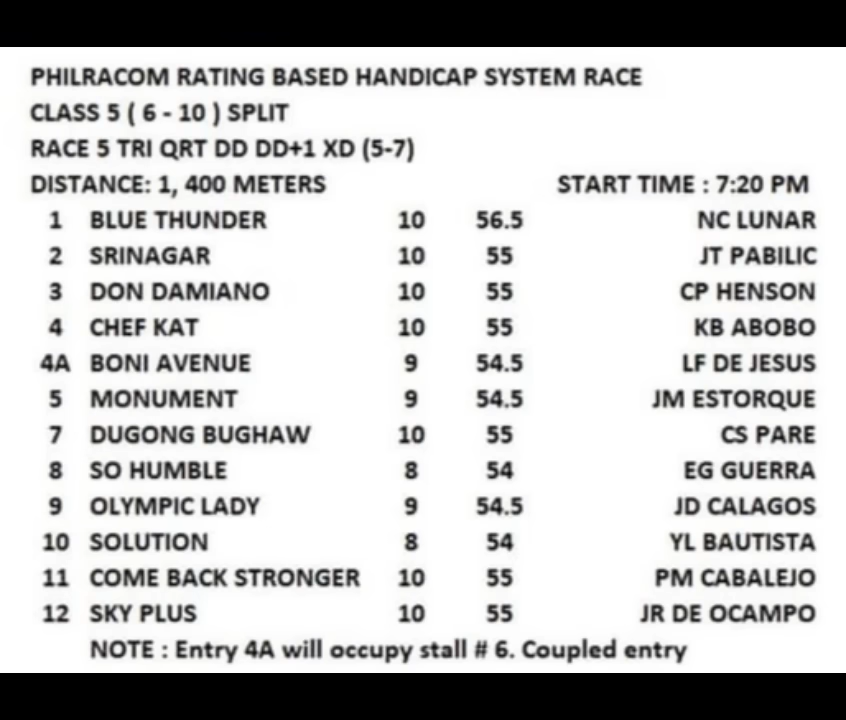 PHILRACOM RATING BASED HANDICAP SYSTEM RACE
CLASS 5 ( 6 - 10 ) SPLIT
RACE 5 TRI QRT DD DD+1 XD (5-7)
DISTANCE: 1, 400 METERS START TIME : 7:20 PM
1 BLUE THUNDER 10 56.5 NC LUNAR
2 SRINAGAR 10 55 JT PABILIC
3 DON DAMIANO 10 55 CP HENSON
4 CHEF KAT 10 55 KB ABOBO
4A BONI AVENUE 9 54.5 LF DE JESUS
5 MONUMENT 9 54.5 JM ESTORQUE
7 DUGONG BUGHAW 10 55 CS PARE
8 SO HUMBLE 8 54 EG GUERRA
9 OLYMPIC LADY 9 54.5 JD CALAGOS
10 SOLUTION 8 54 YL BAUTISTA
11 COME BACK STRONGER 10 55 PM CABALEJO
12 SKY PLUS 10 55 JR DE OCAMPO
NOTE : Entry 4A will occupy stall # 6. Coupled entry